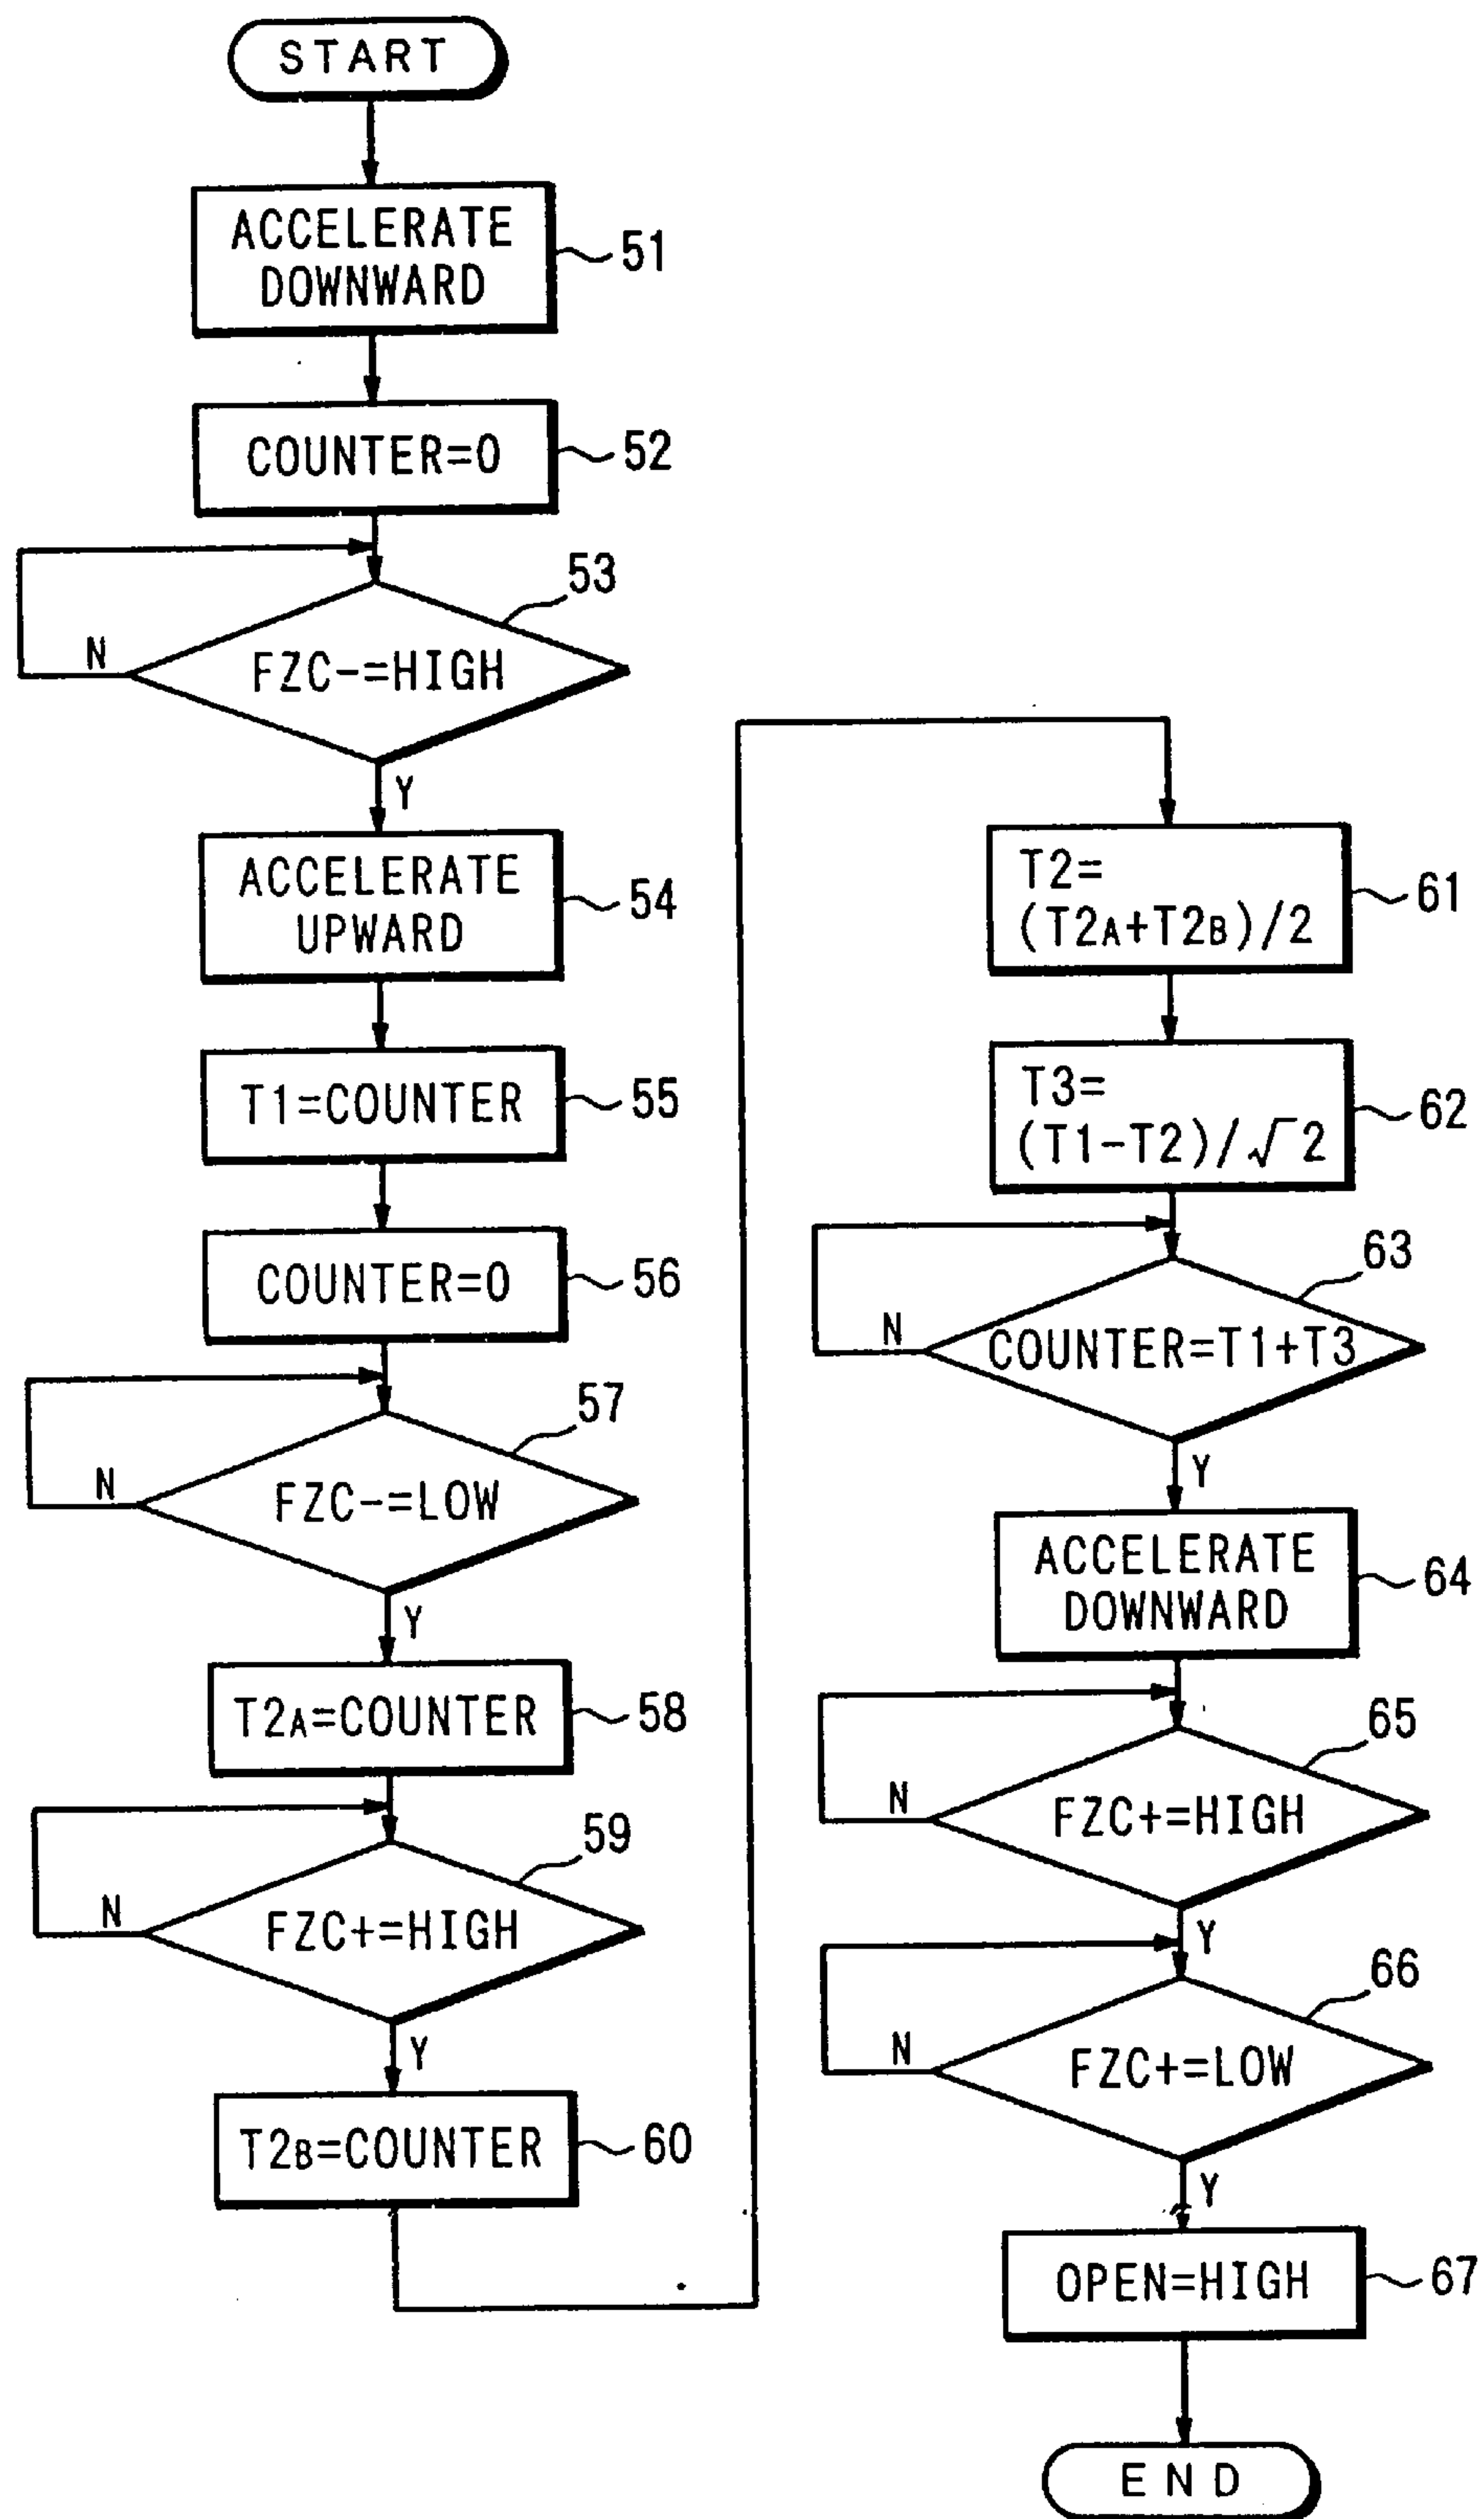 START
ACCELERATE
DOWNWARD
51
COUNTER=0
52
53
FZC-=HIGH
N
Y
ACCELERATE
UPWARD
54
T1=COUNTER
55
COUNTER=0
56
57
FZC-=LOW
N
Y
T2A=COUNTER
58
59
FZC+=HIGH
N
Y
T2B=COUNTER
60
T2=
(T2A+T2B)/2
61
T3=
(T1-T2)/√2
62
63
COUNTER=T1+T3
N
Y
ACCELERATE
DOWNWARD
64
65
FZC+=HIGH
N
Y
66
FZC+=LOW
N
Y
OPEN=HIGH
67
END